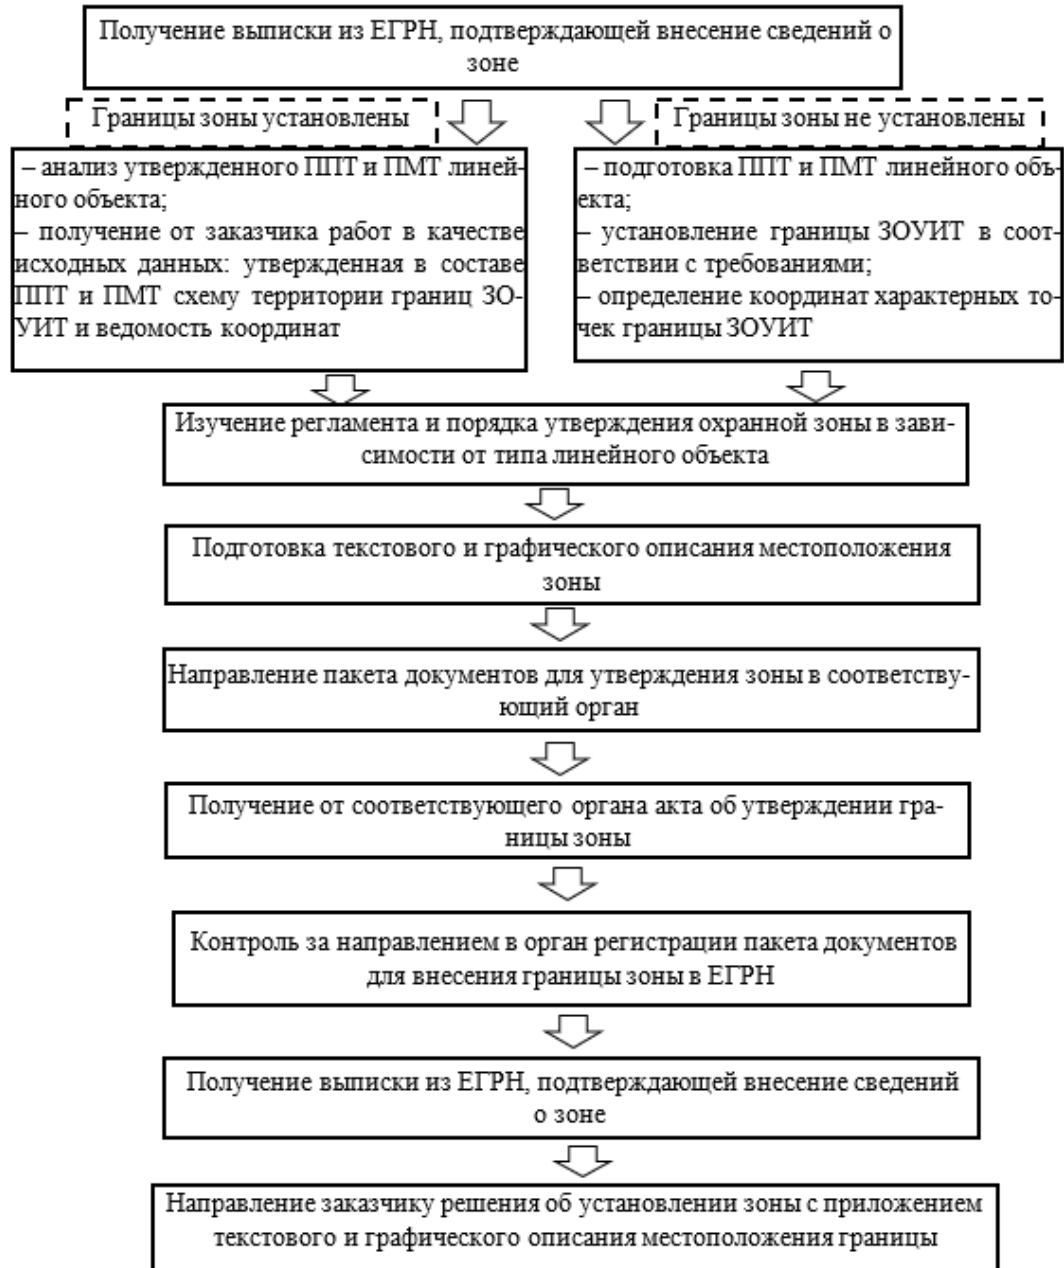 Получение выписки из ЕГРН, подтверждающей внесение сведений о
зоне
Границы зоны установлены
– анализ утвержденного ППТ и ПМТ линей-
ного объекта;
– получение от заказчика работ в качестве
исходных данных: утвержденная в составе
ППТ и ПМТ схему территории границ ЗО-
УИТ и ведомость координат
Границы зоны не установлены
– подготовка ППТ и ПМТ линейного объ-
екта;
– установление границы ЗОУИТ в соот-
ветствии с требованиями;
– определение координат характерных то-
чек границы ЗОУИТ
Изучение регламента и порядка утверждения охранной зоны в зави-
симости от типа линейного объекта
Подготовка текстового и графического описания местоположения
зоны
Направление пакета документов для утверждения зоны в соответству-
ющий орган
Получение от соответствующего органа акта об утверждении гра-
ницы зоны
Контроль за направлением в орган регистрации пакета документов
для внесения границы зоны в ЕГРН
Получение выписки из ЕГРН, подтверждающей внесение сведений
о зоне
Направление заказчику решения об установлении зоны с приложением
текстового и графического описания местоположения границы